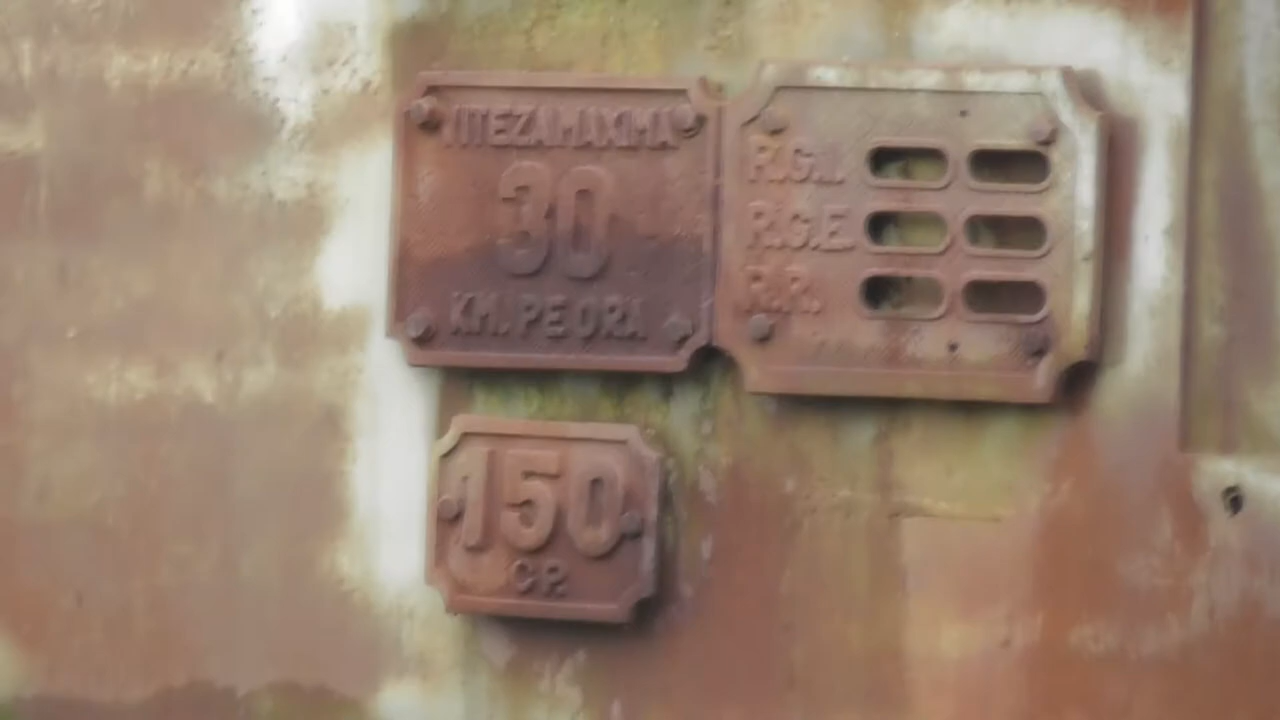 VITEZA MAXIMA
30
KM. PE ORA
R.G.I.
R.G.E.
R.R.
150
C.P.